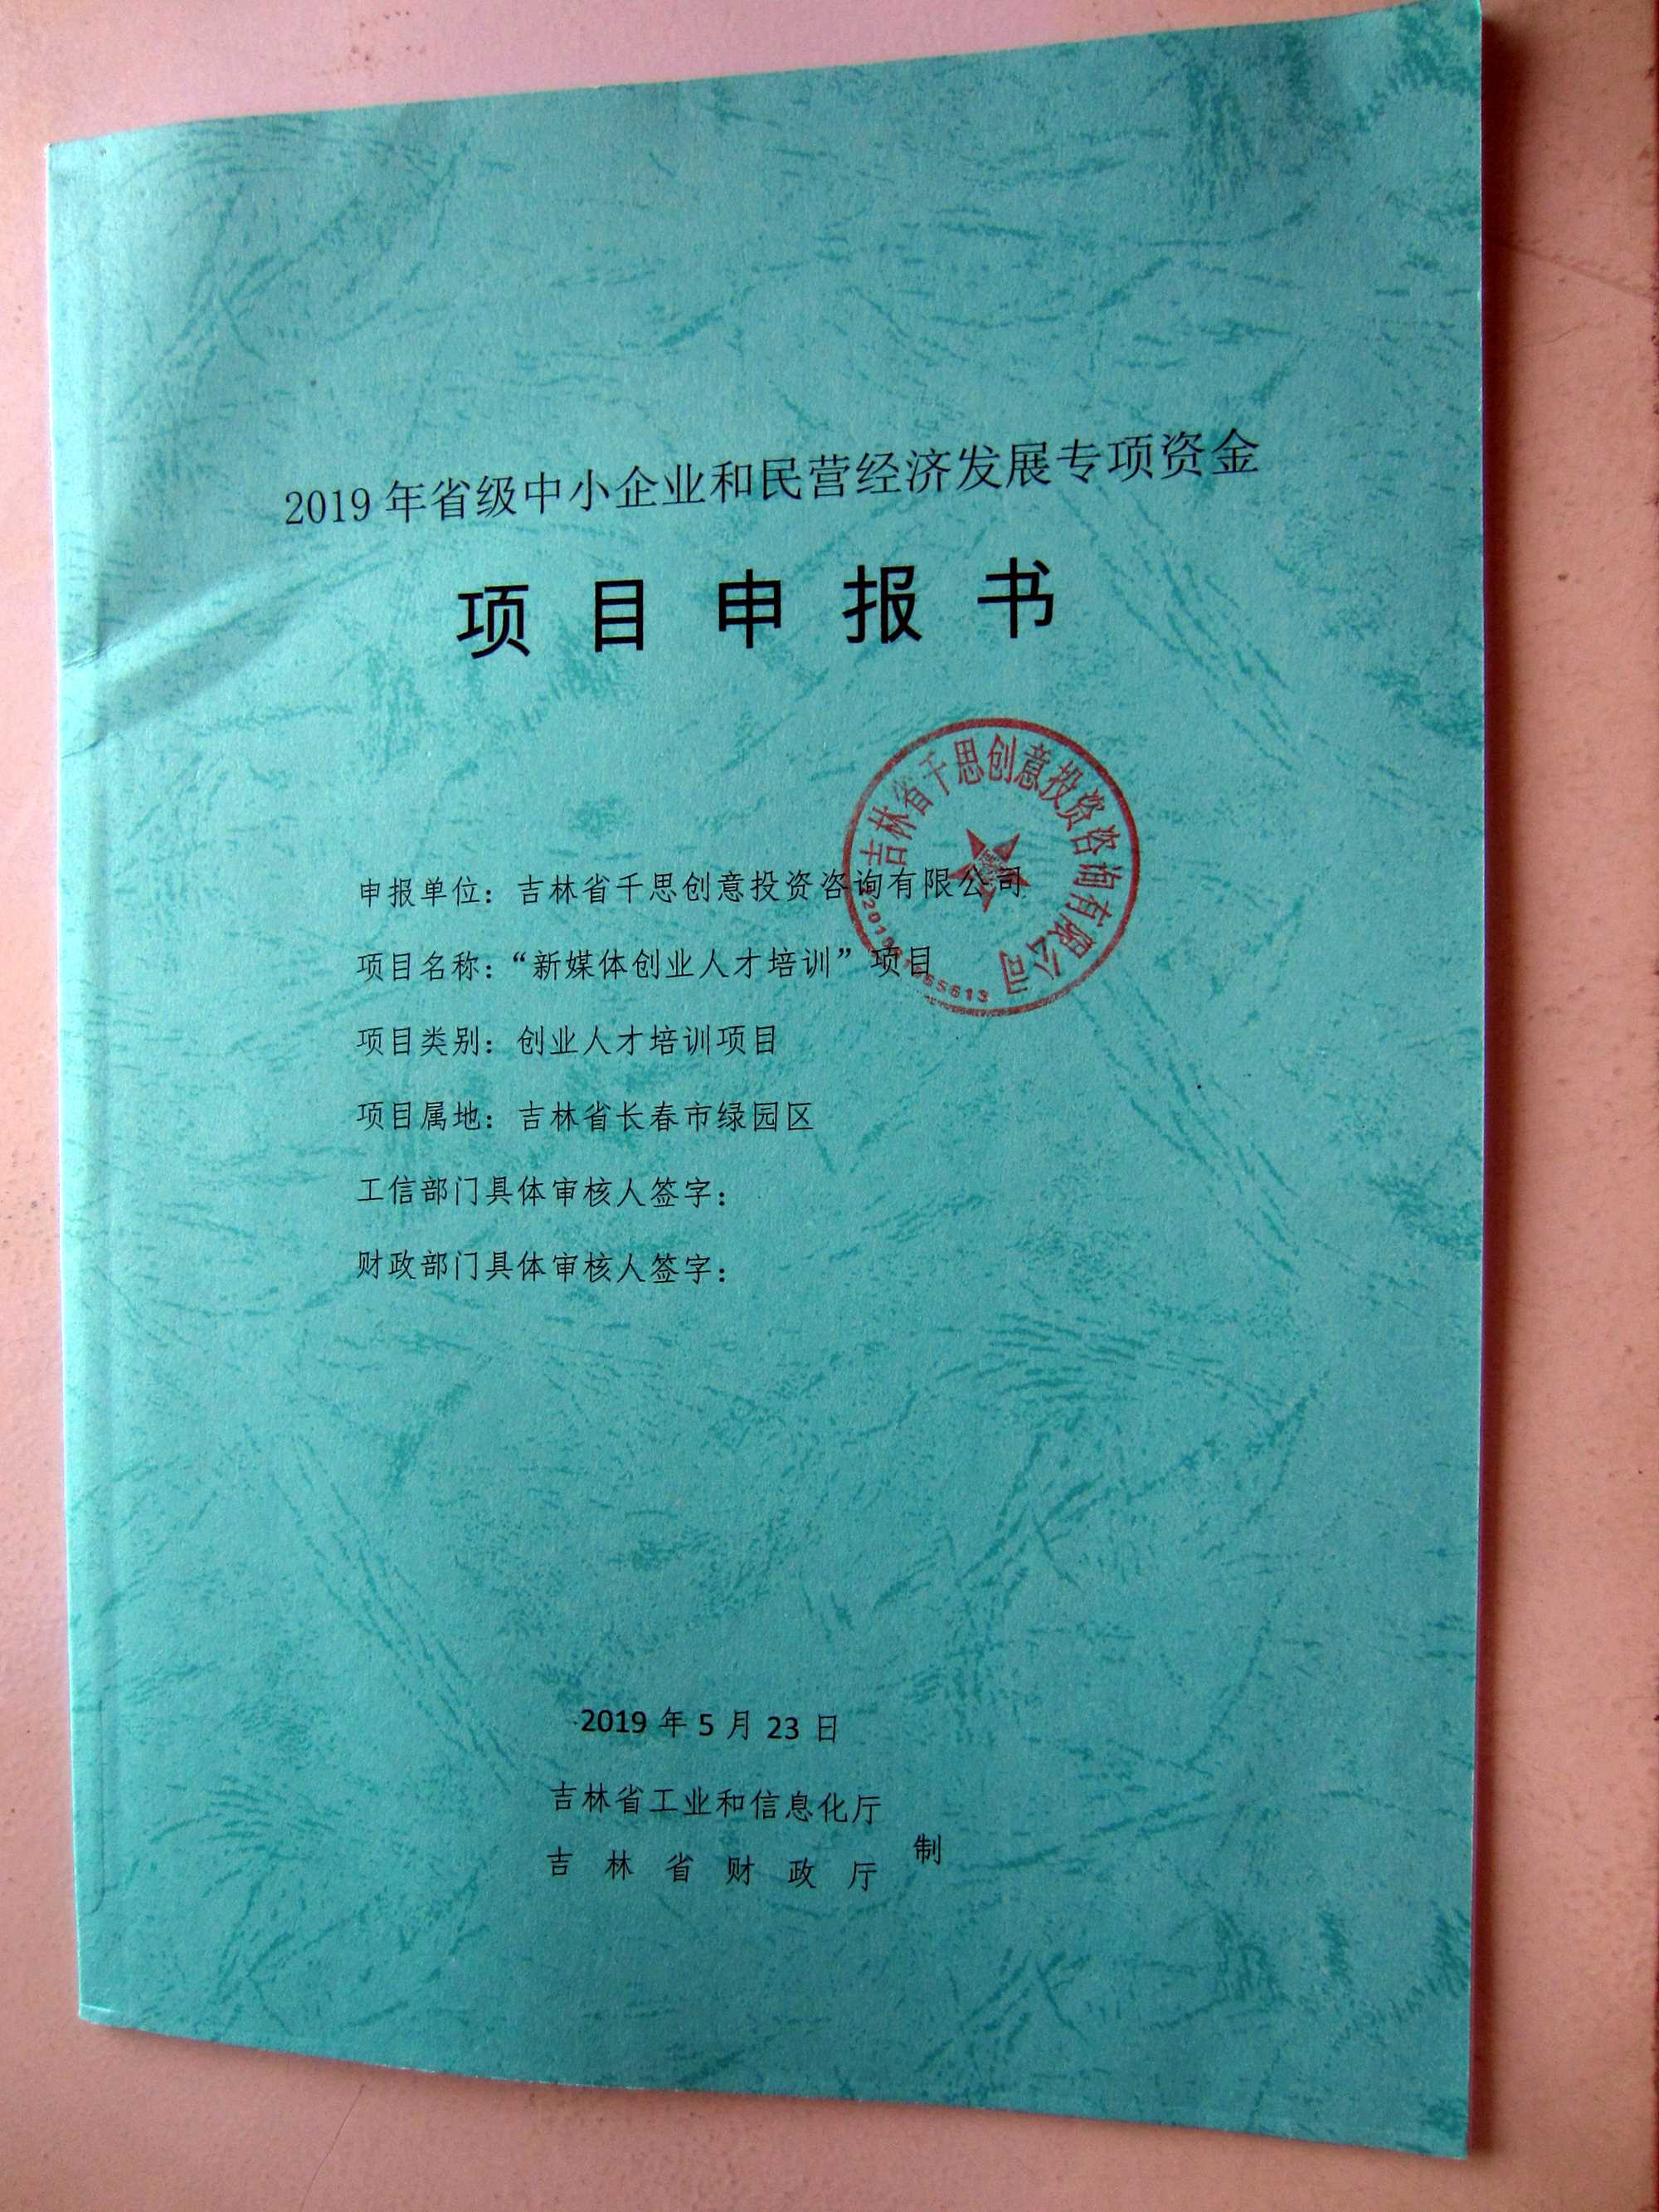 2019年省级中小企业和民营经济发展专项资金
项目申报书
吉林省千思创意投资咨询有限公司
申报单位：吉林省千思创意投资咨询有限公司
项目名称：“新媒体创业人才培训”项目
项目类别：创业人才培训项目
项目属地：吉林省长春市绿园区
工信部门具体审核人签字：
财政部门具体审核人签字：
2019年5月23日
吉林省工业和信息化厅
吉林省财政厅
制